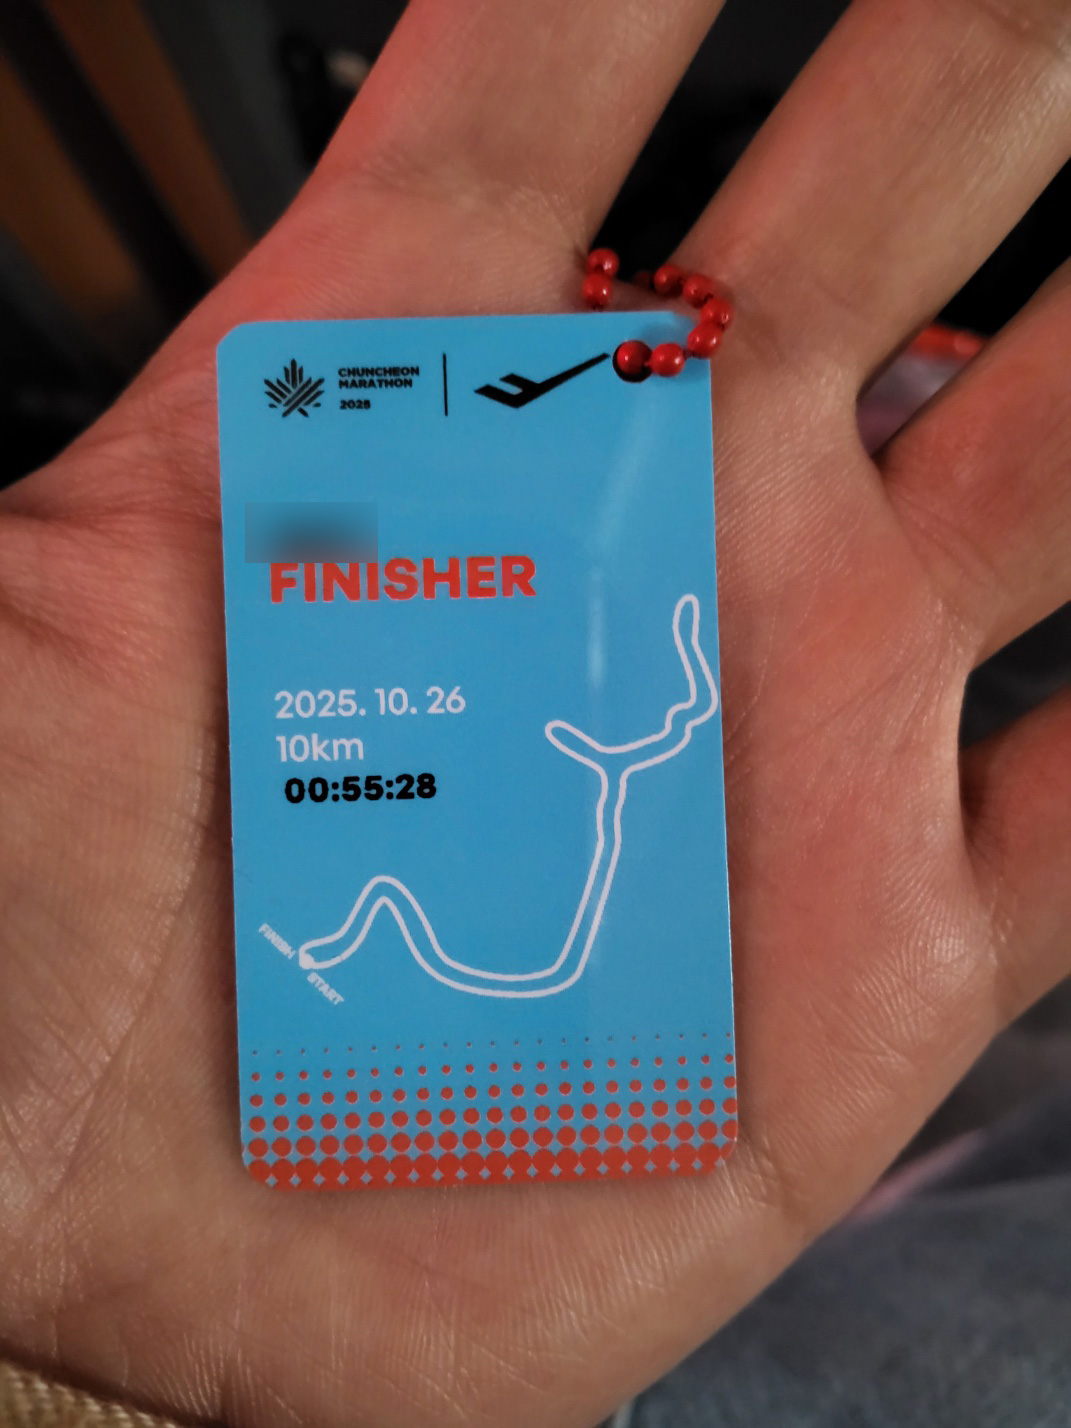 CHUNCHEON
MARATHON
2025
FINISHER
2025. 10. 26
10km
00:55:28
FINISH
START